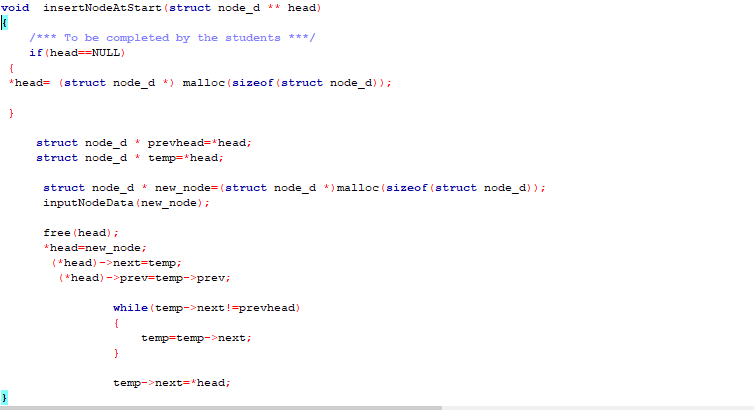 void  insertNodeAtStart(struct node_d ** head)
{
    /*** To be completed by the students ***/
    if(head==NULL)
 {
 *head= (struct node_d *) malloc(sizeof(struct node_d));
 }
     struct node_d * prevhead=*head;
     struct node_d * temp=*head;
      struct node_d * new_node=(struct node_d *)malloc(sizeof(struct node_d));
      inputNodeData(new_node);
      free(head);
      *head=new_node;
       (*head)->next=temp;
        (*head)->prev=temp->prev;
                while(temp->next!=prevhead)
                {
                    temp=temp->next;
                }
                temp->next=*head;
}